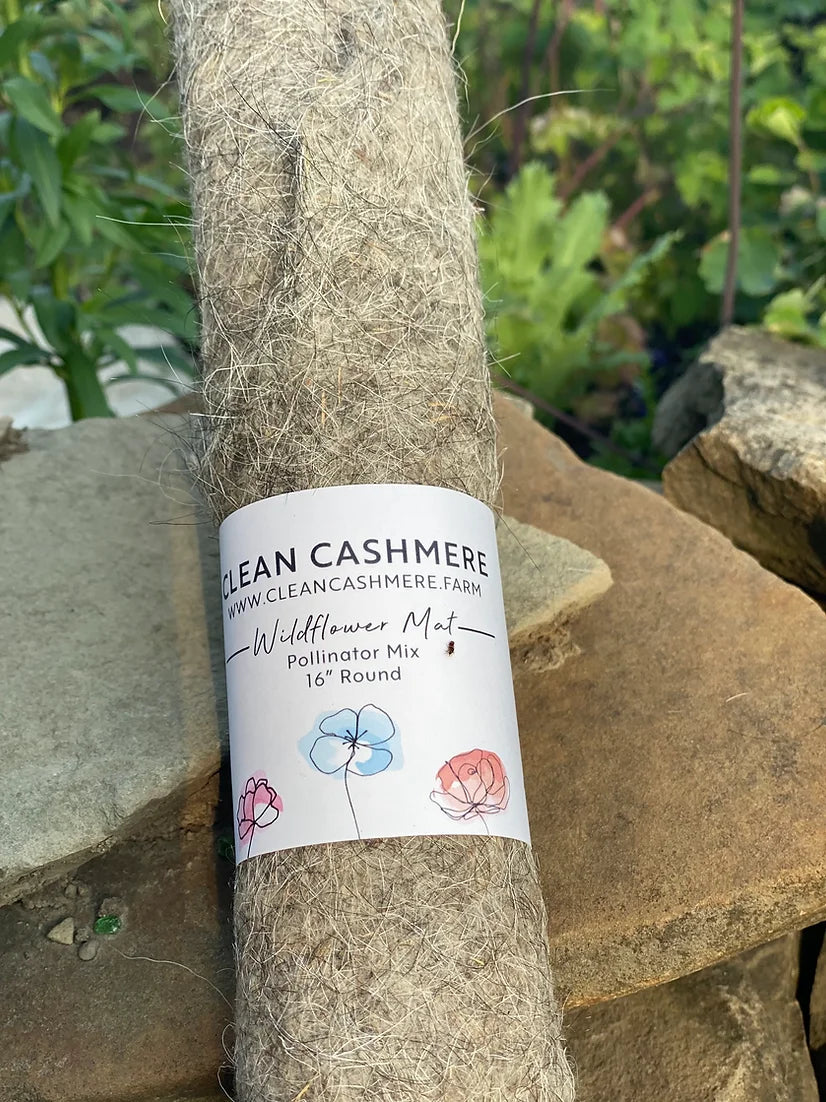 CLEAN CASHMERE
WWW.CLEANCASHMERE.FARM
Wildflower Mat
Pollinator Mix
16" Round